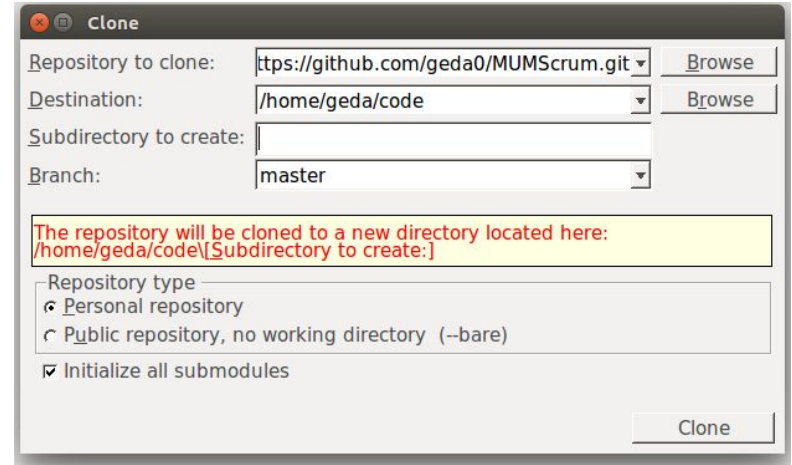 Clone
Repository to clone: ttps://github.com/geda0/MUMScrum.git Browse
Destination: /home/geda/code Browse
Subdirectory to create:
Branch: master
The repository will be cloned to a new directory located here:
/home/geda/code\[Subdirectory to create:]
Repository type
Personal repository
Public repository, no working directory (--bare)
Initialize all submodules
Clone